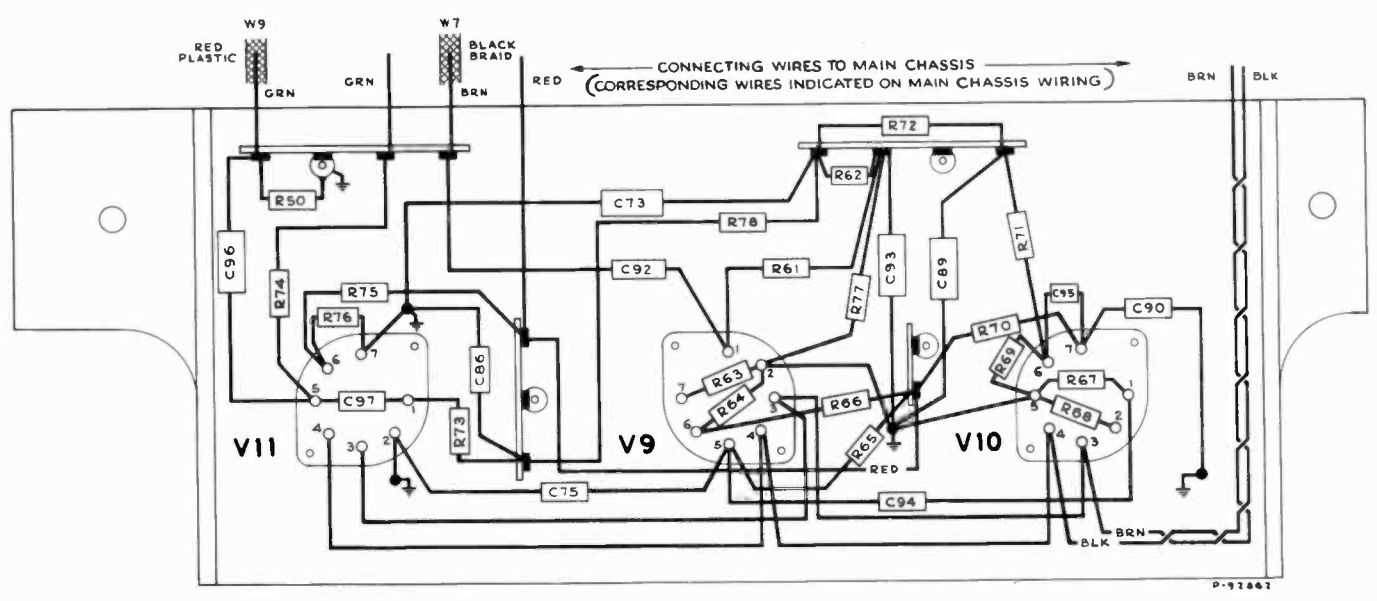 W9
W7
RED
PLASTIC
BLACK
BRAID
GRN
GRN
BRN
RED
CONNECTING WIRES TO MAIN CHASSIS
(CORRESPONDING WIRES INDICATED ON MAIN CHASSIS WIRING)
BRN
BLK
R72
R62
R50
C73
R78
C96
R74
R75
R76
C92
R61
R77
C93
C89
R71
C95
C90
R70
R69
R67
R68
C86
C97
R73
R63
R64
R66
R65
6
7
5
1
4
3
2
V11
1
2
7
3
6
5
4
V9
7
6
1
5
2
4
3
V10
RED
C75
C94
BRN
BLK
P-92862